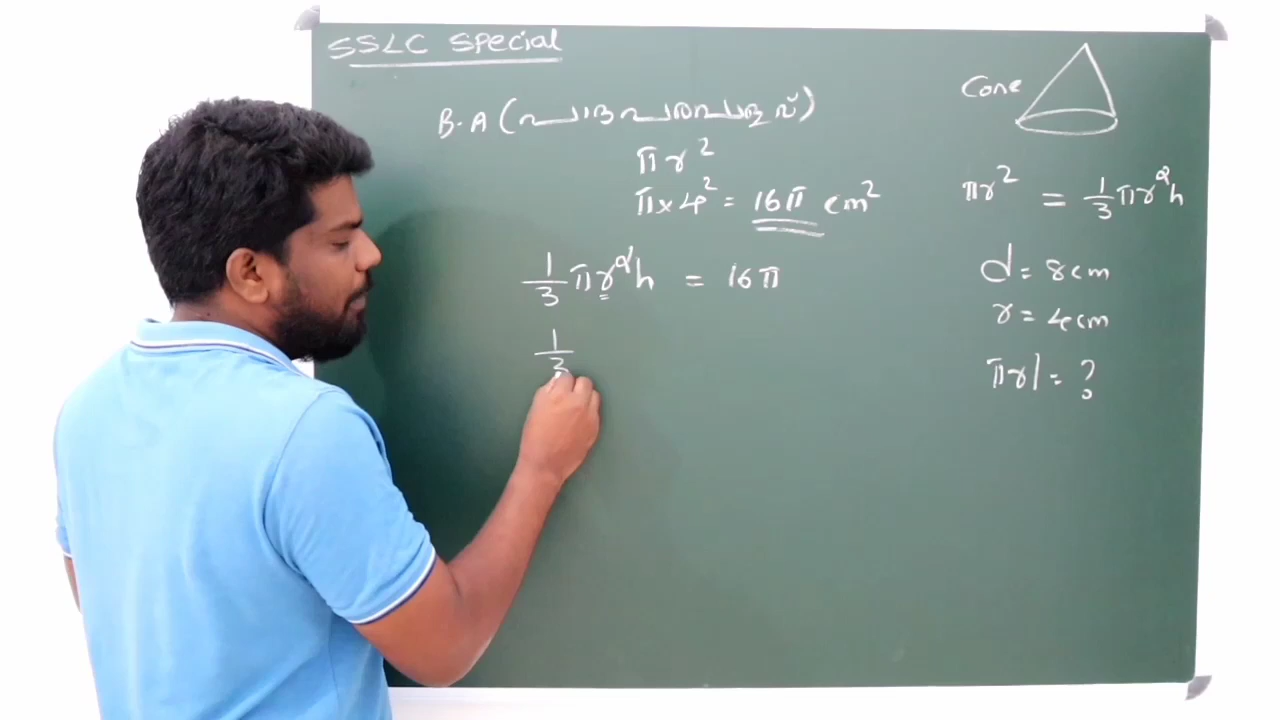 SSLC Special
B.A (
πr²
π×4² = 16π cm²
1/3 πr²h = 16π
1/3
Cone
πr² = 1/3 πr²h
d = 8cm
r = 4cm
πrl = ?